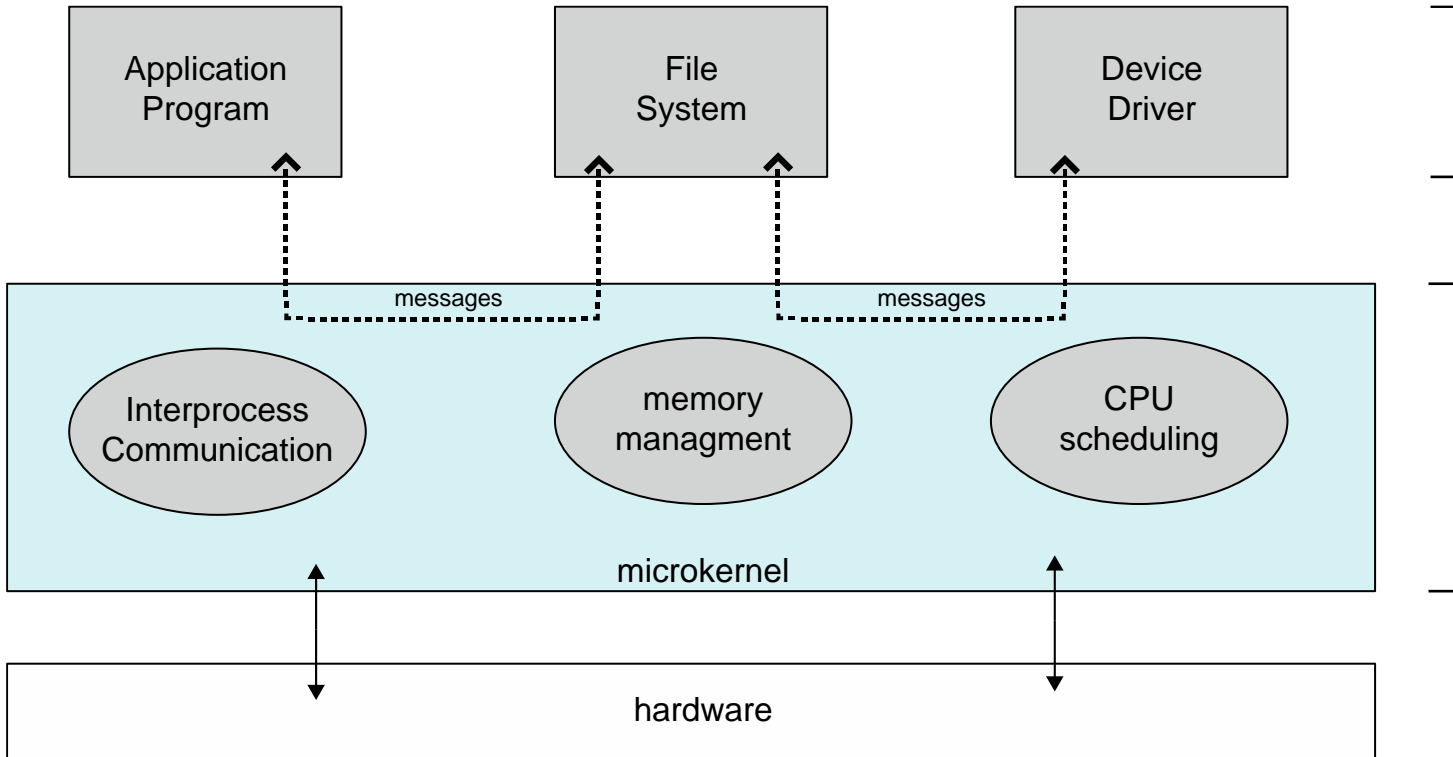 Application
Program
File
System
Device
Driver
messages
messages
Interprocess
Communication
memory
managment
CPU
scheduling
microkernel
hardware